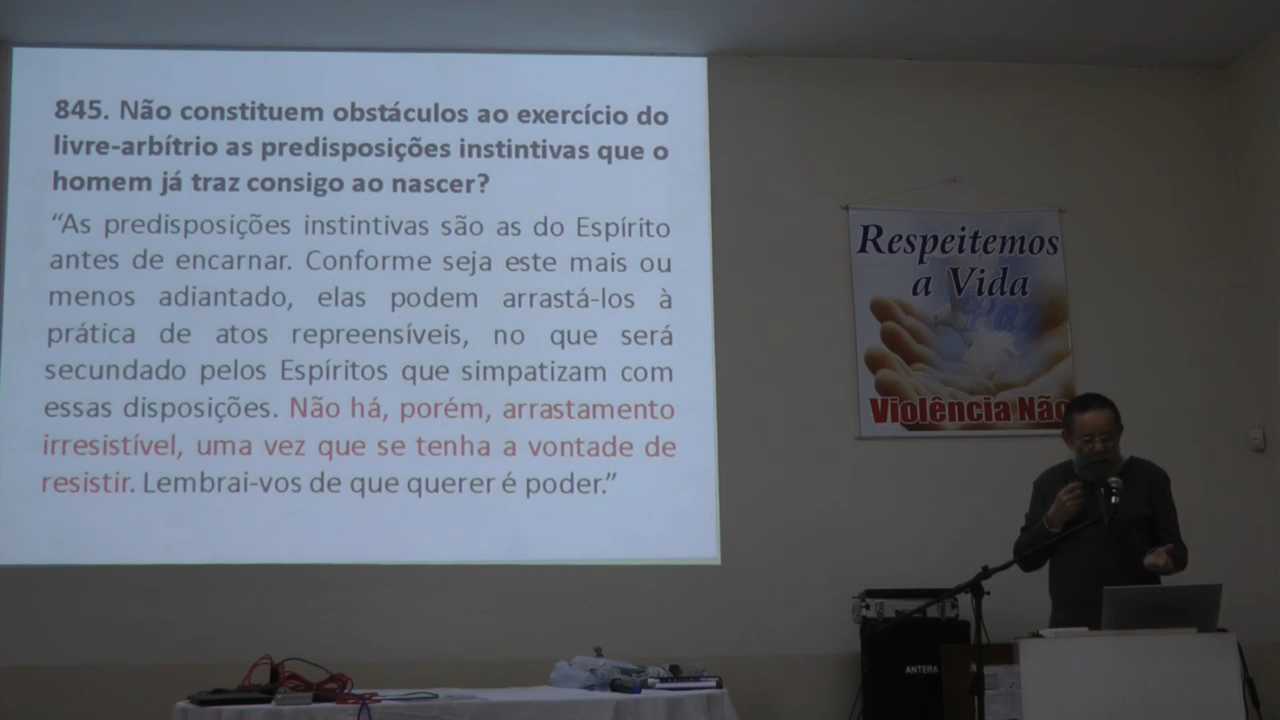 845. Não constituem obstáculos ao exercício do
livre-arbítrio as predisposições instintivas que o
homem já traz consigo ao nascer?
“As predisposições instintivas são as do Espírito
antes de encarnar. Conforme seja este mais ou
menos adiantado, elas podem arrastá-los à
prática de atos repreensíveis, no que será
secundado pelos Espíritos que simpatizam com
essas disposições. Não há, porém, arrastamento
irresistível, uma vez que se tenha a vontade de
resistir. Lembrai-vos de que querer é poder.”
Respeitemos
a Vida
Paz
Violência Não
ANTERA